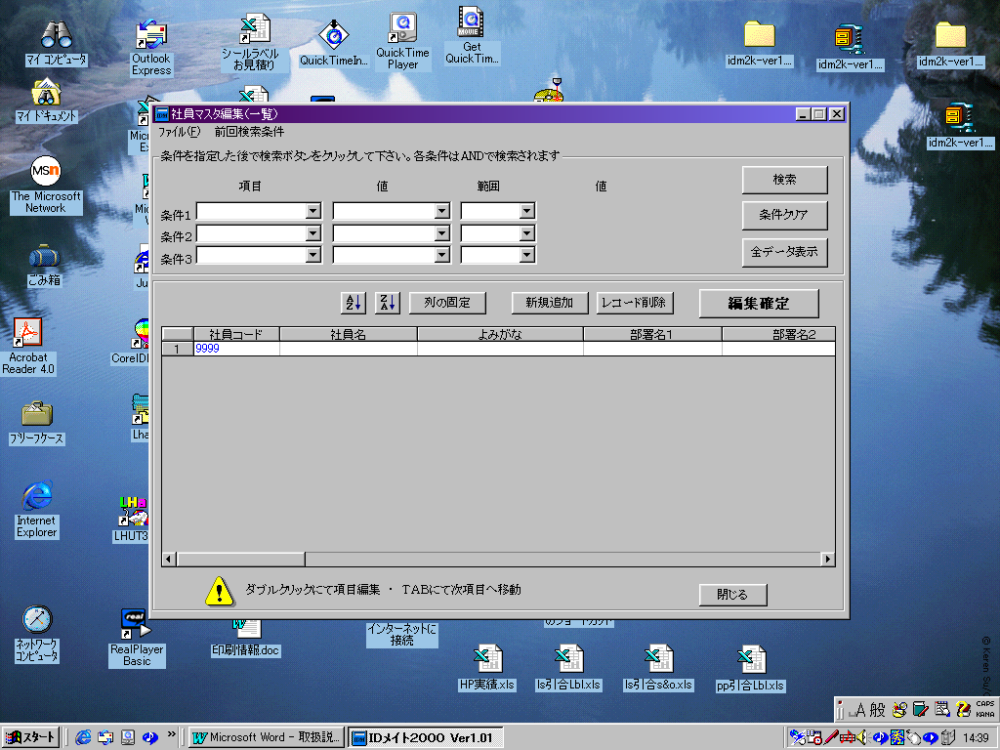 マイ コンピュータ
Outlook
Express
シールラベル
お見積り
QuickTimeIn...
QuickTime
Player
Get
QuickTim...
idm2k-ver1....
idm2k-ver1....
idm2k-ver1....
マイ ドキュメント
idm2k-ver1....
The Microsoft
Network
ごみ箱
Acrobat
Reader 4.0
CorelD
ブリーフケース
Lha
Internet
Explorer
LHUT3
社員マスタ編集(一覧)
ファイル(F) 前回検索条件
条件を指定した後で検索ボタンをクリックして下さい。各条件はANDで検索されます
項目 値 範囲 値
検索
条件1
条件クリア
条件2
全データ表示
条件3
列の固定 新規追加 レコード削除 編集確定
社員コード 社員名 よみがな 部署名1 部署名2
1 9999
ダブルクリックにて項目編集 ・ TABにて次項目へ移動
閉じる
ネットワーク
コンピュータ
real
RealPlayer
Basic
印刷情報.doc
インターネットに
接続
のショートカット
HP実績.xls
ls引合Lbl.xls
ls引合s&o.xls
pp引合Lbl.xls
A 般
CAPS
KANA
スタート
Microsoft Word - 取扱説...
IDメイト2000 Ver1.01
14:39